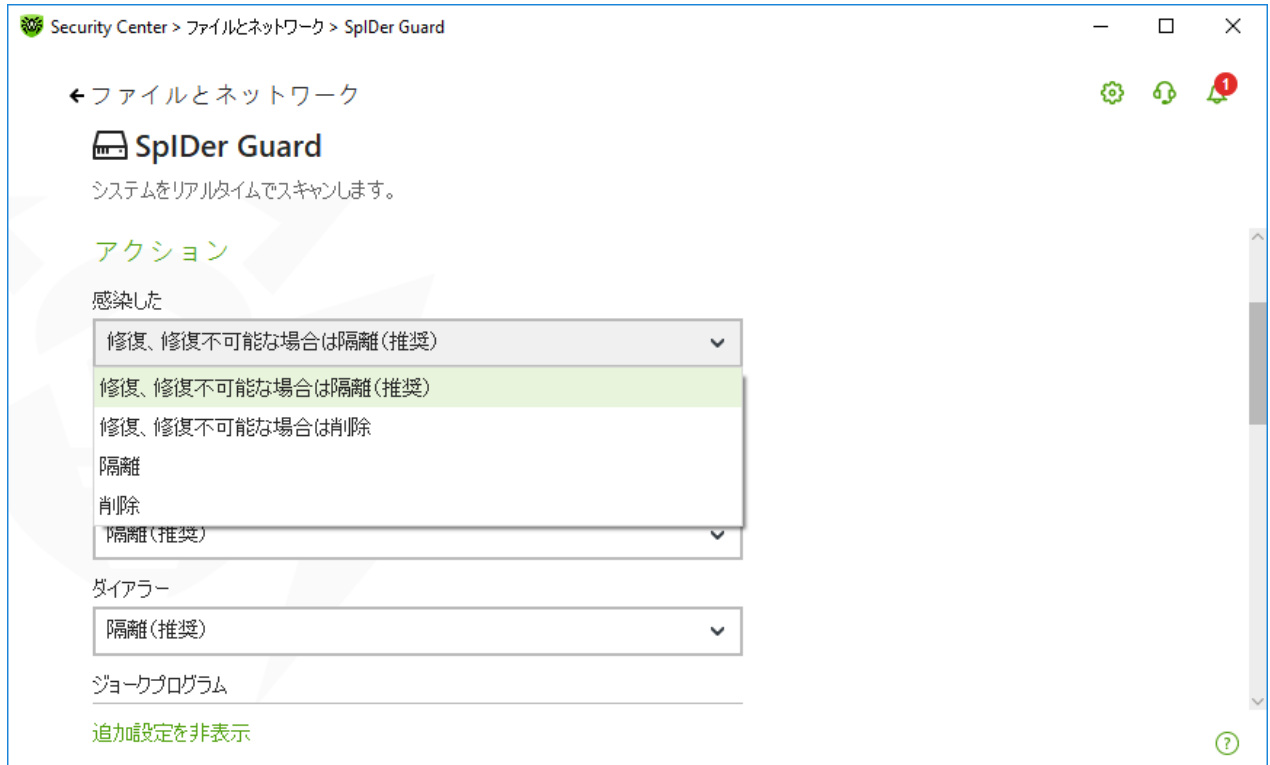 Security Center > ファイルとネットワーク > SpIDer Guard
ファイルとネットワーク
1
SpIDer Guard
システムをリアルタイムでスキャンします。
アクション
感染した
修復、修復不可能な場合は隔離(推奨)
修復、修復不可能な場合は隔離(推奨)
修復、修復不可能な場合は削除
隔離
削除
隔離(推奨)
ダイアラー
隔離(推奨)
ジョークプログラム
追加設定を非表示
?